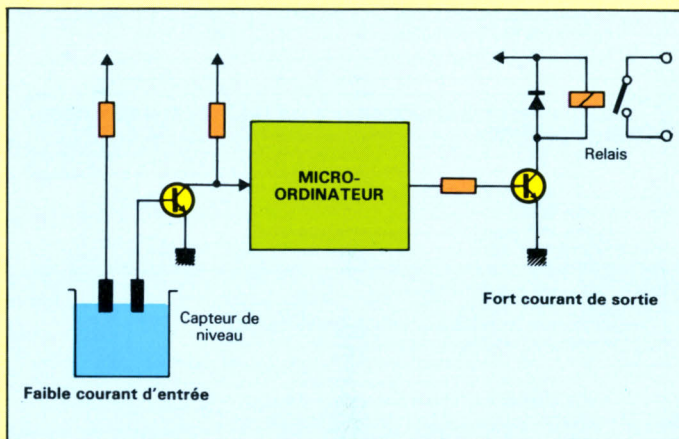 Relais
MICRO-
ORDINATEUR
Fort courant de sortie
Capteur de
niveau
Faible courant d'entrée